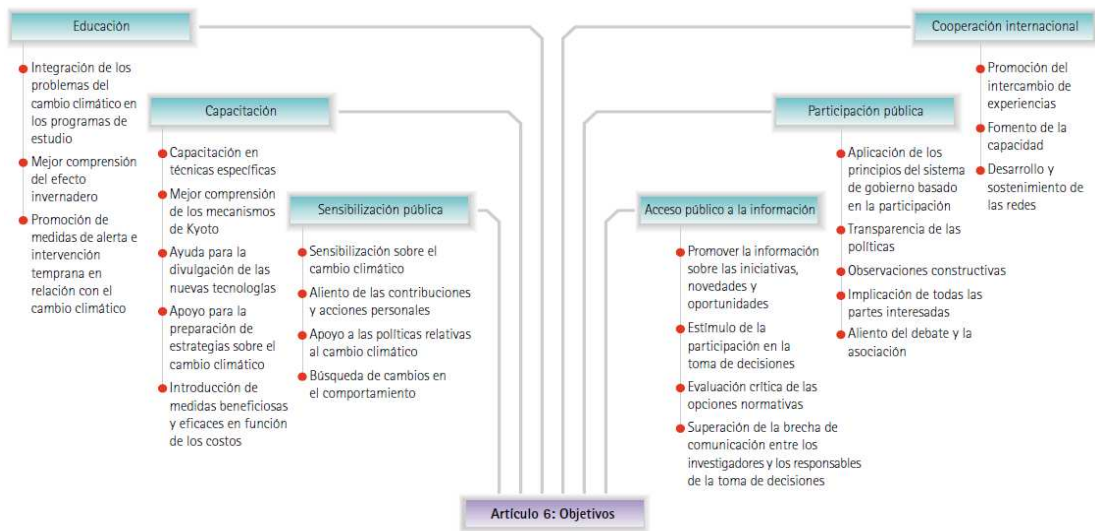 Educación
Integración de los
problemas del
cambio climático en
los programas de
estudio
Mejor comprensión
del efecto
invernadero
Promoción de
medidas de alerta e
intervención
temprana en
relación con el
cambio climático
Capacitación
Capacitación en
técnicas específicas
Mejor comprensión
de los mecanismos
de Kyoto
Ayuda para la
divulgación de las
nuevas tecnologías
Apoyo para la
preparación de
estrategias sobre el
cambio climático
Introducción de
medidas beneficiosas
y eficaces en función
de los costos
Sensibilización pública
Sensibilización sobre el
cambio climático
Aliento de las contribuciones
y acciones personales
Apoyo a las políticas relativas
al cambio climático
Búsqueda de cambios en
el comportamiento
Acceso público a la información
Promover la información
sobre las iniciativas,
novedades y
oportunidades
Estímulo de la
participación en la
toma de decisiones
Evaluación crítica de las
opciones normativas
Superación de la brecha de
comunicación entre los
investigadores y los responsables
de la toma de decisiones
Participación pública
Aplicación de los
principios del sistema
de gobierno basado
en la participación
Transparencia de las
políticas
Observaciones constructivas
Implicación de todas las
partes interesadas
Aliento del debate y la
asociación
Cooperación internacional
Promoción del
intercambio de
experiencias
Fomento de la
capacidad
Desarrollo y
sostenimiento de
las redes
Artículo 6: Objetivos